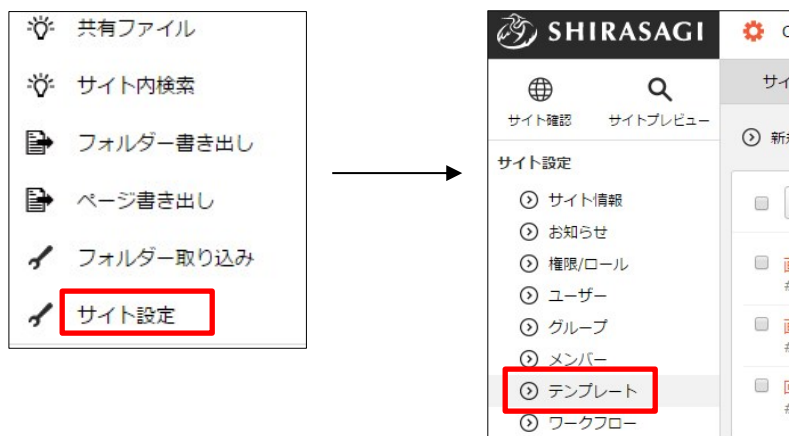 共有ファイル
サイト内検索
フォルダー書き出し
ページ書き出し
フォルダー取り込み
サイト設定
SHIRASAGI
サイト確認 サイトプレビュー
サイト設定
サイト情報
お知らせ
権限/ロール
ユーザー
グループ
メンバー
テンプレート
ワークフロー